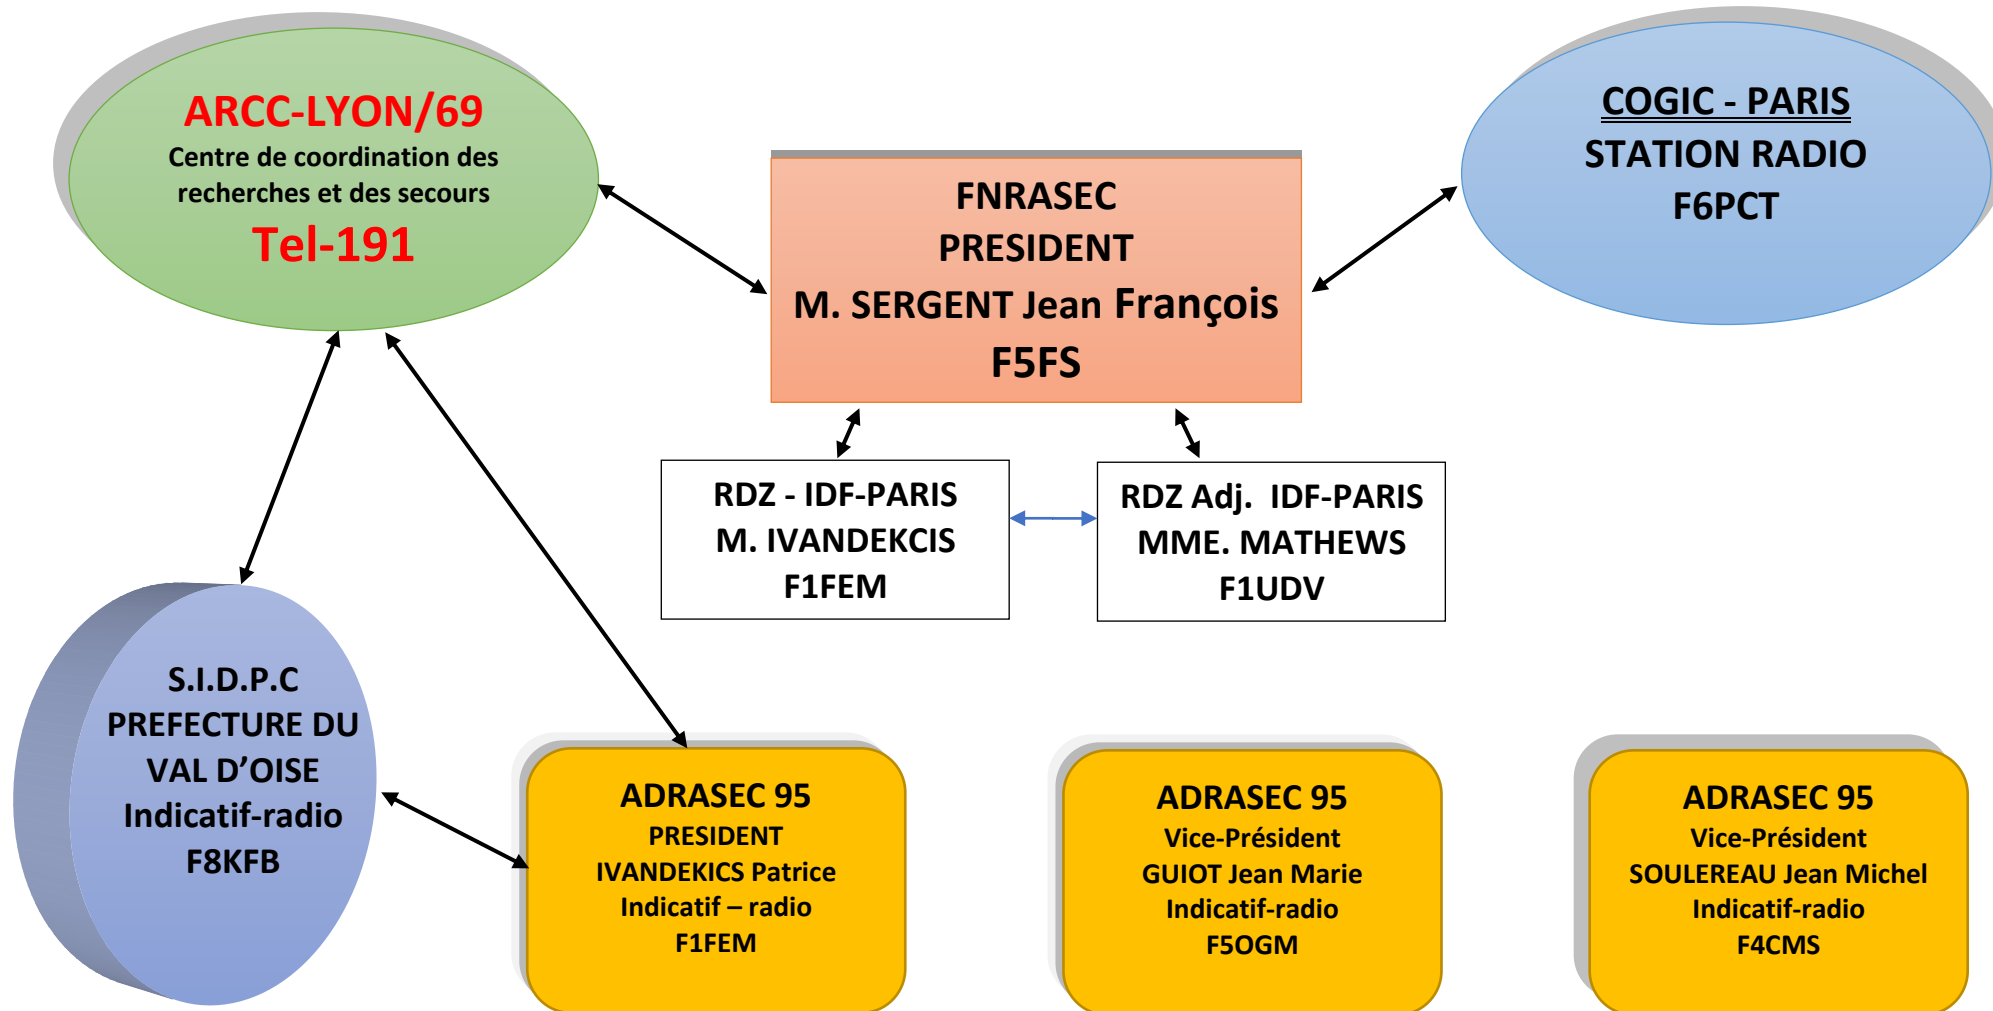 ARCC-LYON/69
Centre de coordination des
recherches et des secours
Tel-191
FNRASEC
PRESIDENT
M. SERGENT Jean François
F5FS
COGIC - PARIS
STATION RADIO
F6PCT
RDZ - IDF-PARIS
M. IVANDEKCIS
F1FEM
RDZ Adj. IDF-PARIS
MME. MATHEWS
F1UDV
S.I.D.P.C
PREFECTURE DU
VAL D’OISE
Indicatif-radio
F8KFB
ADRASEC 95
PRESIDENT
IVANDEKICS Patrice
Indicatif – radio
F1FEM
ADRASEC 95
Vice-Président
GUIOT Jean Marie
Indicatif-radio
F5OGM
ADRASEC 95
Vice-Président
SOULEREAU Jean Michel
Indicatif-radio
F4CMS